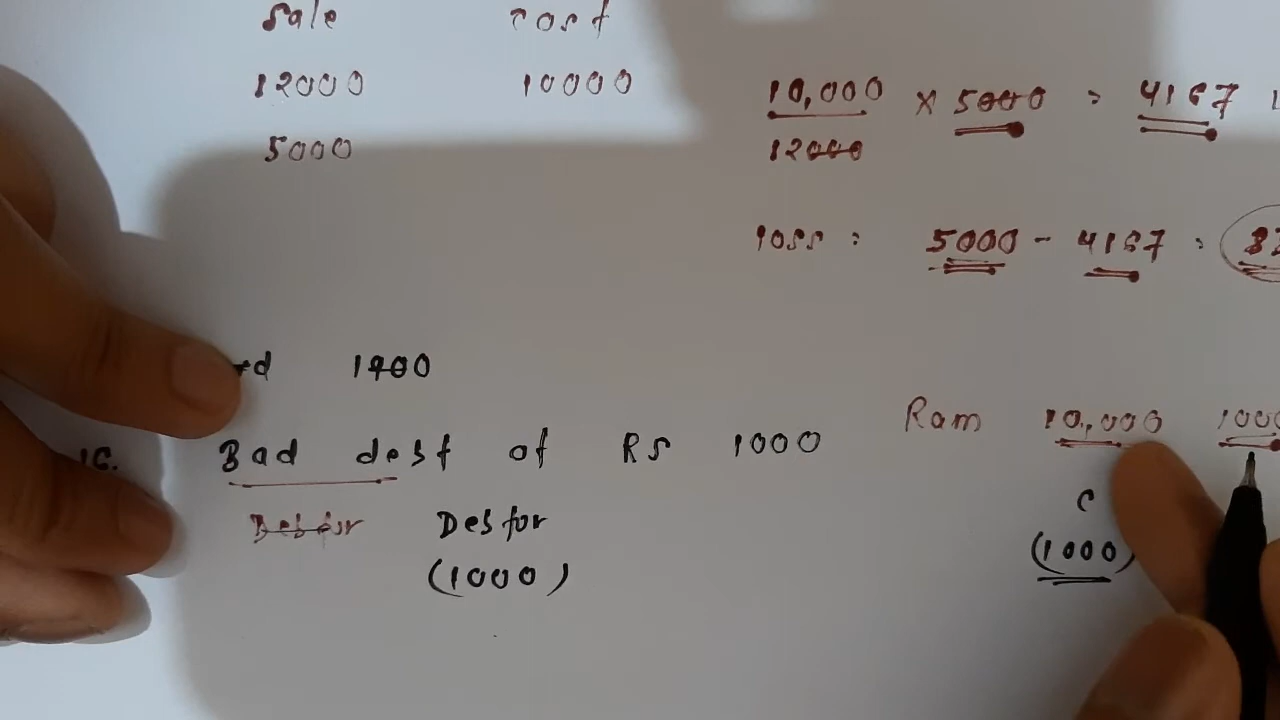 Sale cost
12000 10000
5000
10,000 × 5000 = 4167
12000
loss : 5000 - 4167 =
1400
16. Bad debt of RS 1000
Debtor
(1000)
Ram 10,000
C
(1000)